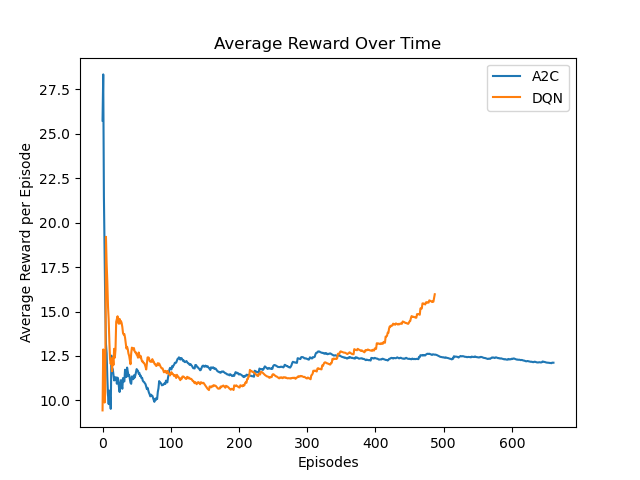 Average Reward Over Time
A2C
DQN
Average Reward per Episode
27.5
25.0
22.5
20.0
17.5
15.0
12.5
10.0
0 100 200 300 400 500 600
Episodes